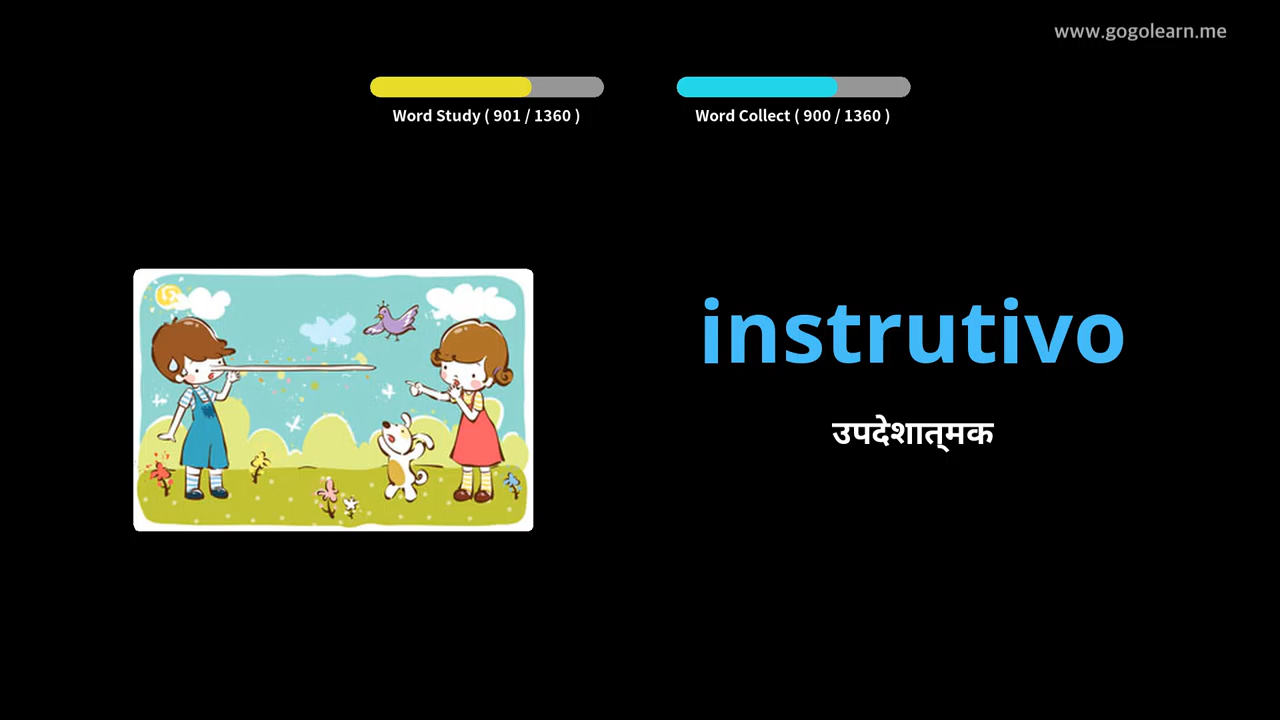 www.gogolearn.me
Word Study ( 901 / 1360 )
Word Collect ( 900 / 1360 )
instrutivo
उपदेशात्‌मक